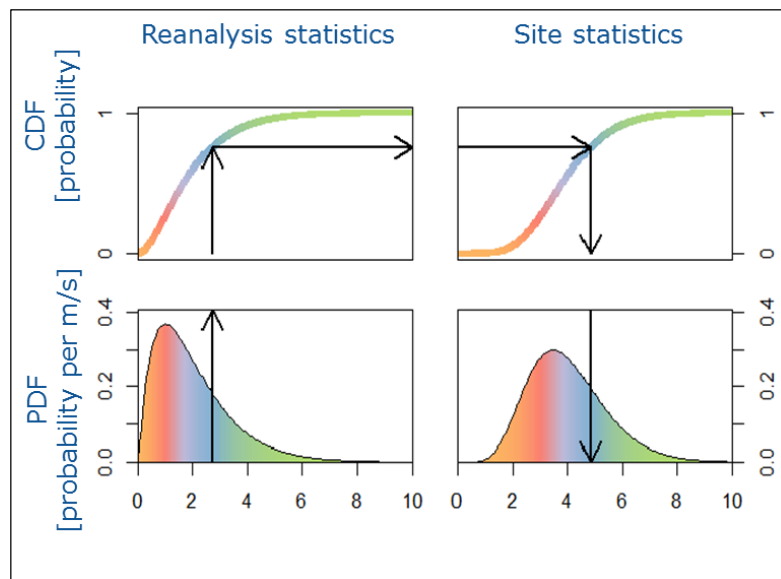 Reanalysis statistics
Site statistics
CDF
[probability]
1
0
1
0
PDF
[probability per m/s]
0.4
0.2
0.0
0.4
0.2
0.0
0 2 4 6 8 10
0 2 4 6 8 10